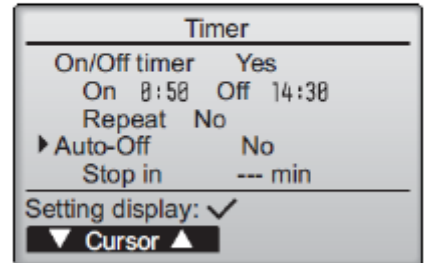 Timer
On/Off timer Yes
On 0:50 Off 14:30
Repeat No
▶Auto-Off No
Stop in --- min
Setting display: ✓
▼ Cursor ▲